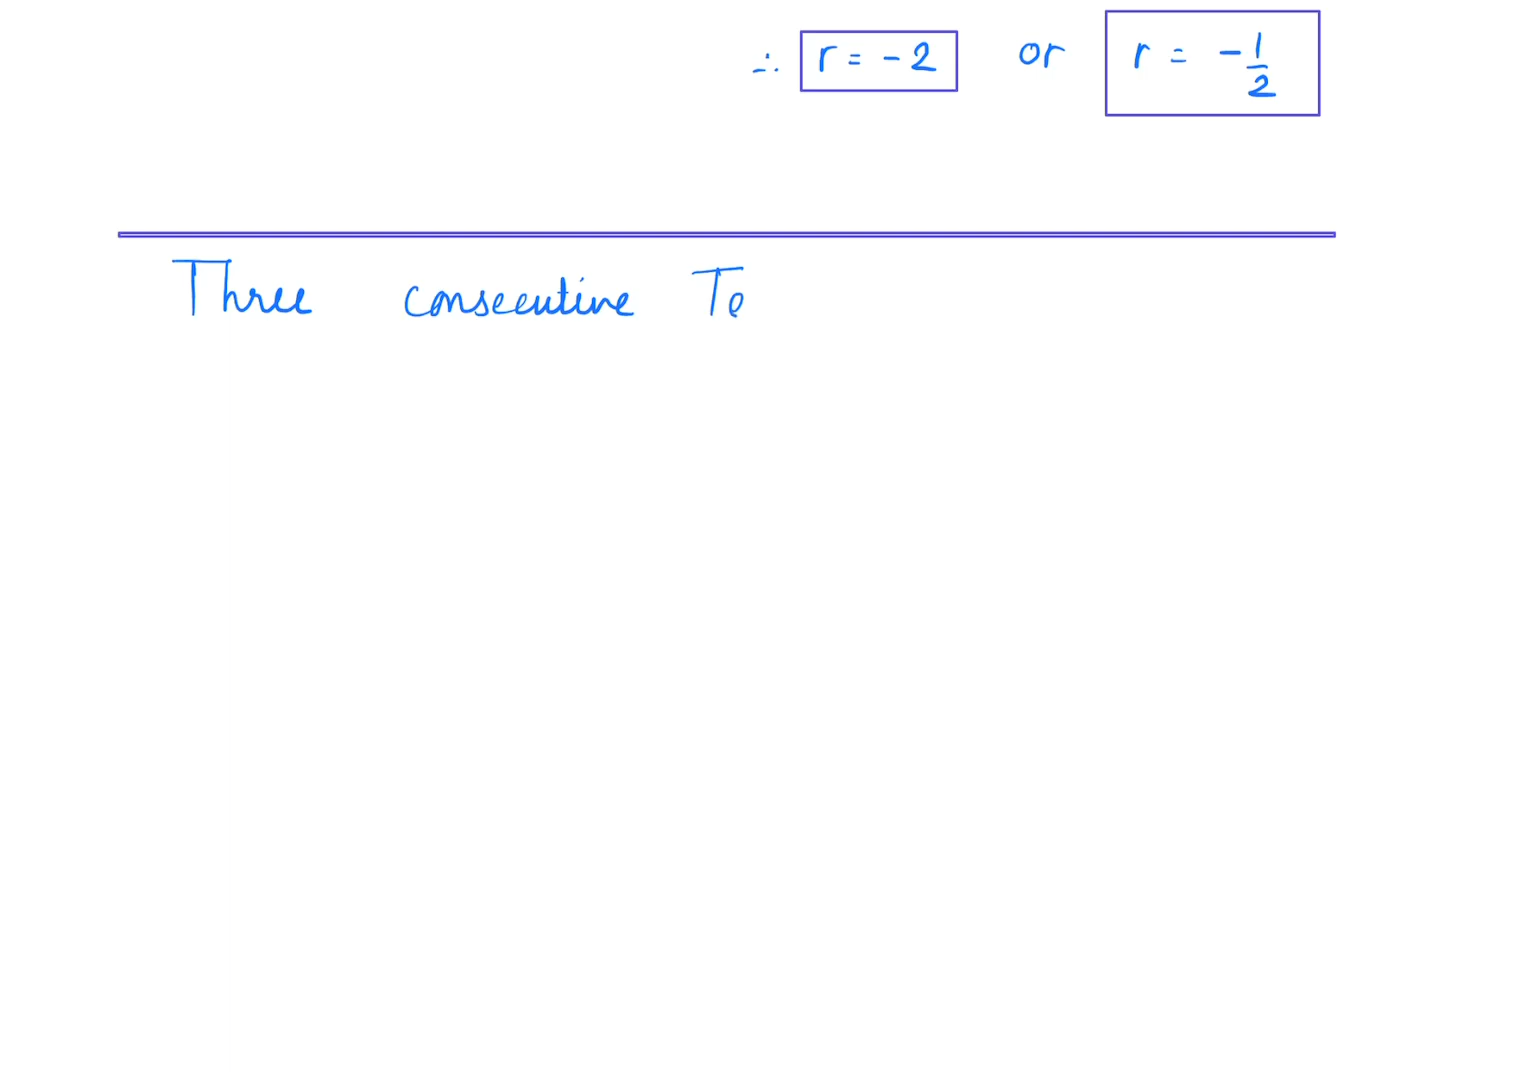 ∴ r = -2 or r = -1/2
Three consecutive Te